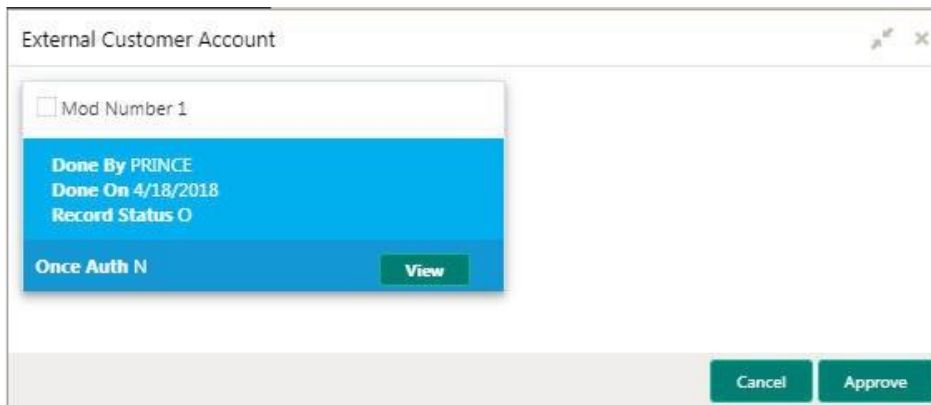 External Customer Account
Mod Number 1
Done By PRINCE
Done On 4/18/2018
Record Status O
Once Auth N
View
Cancel
Approve